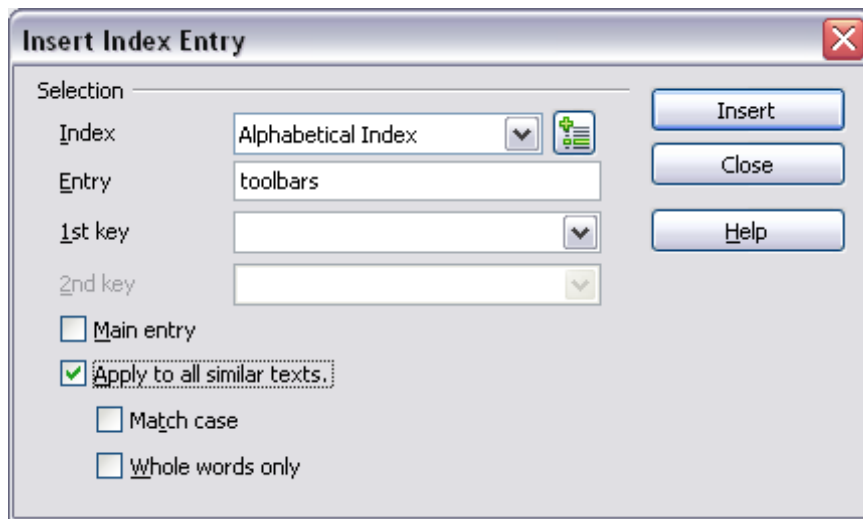 Insert Index Entry
Selection
Index
Alphabetical Index
Insert
Entry
toolbars
Close
1st key
Help
2nd key
Main entry
Apply to all similar texts.
Match case
Whole words only